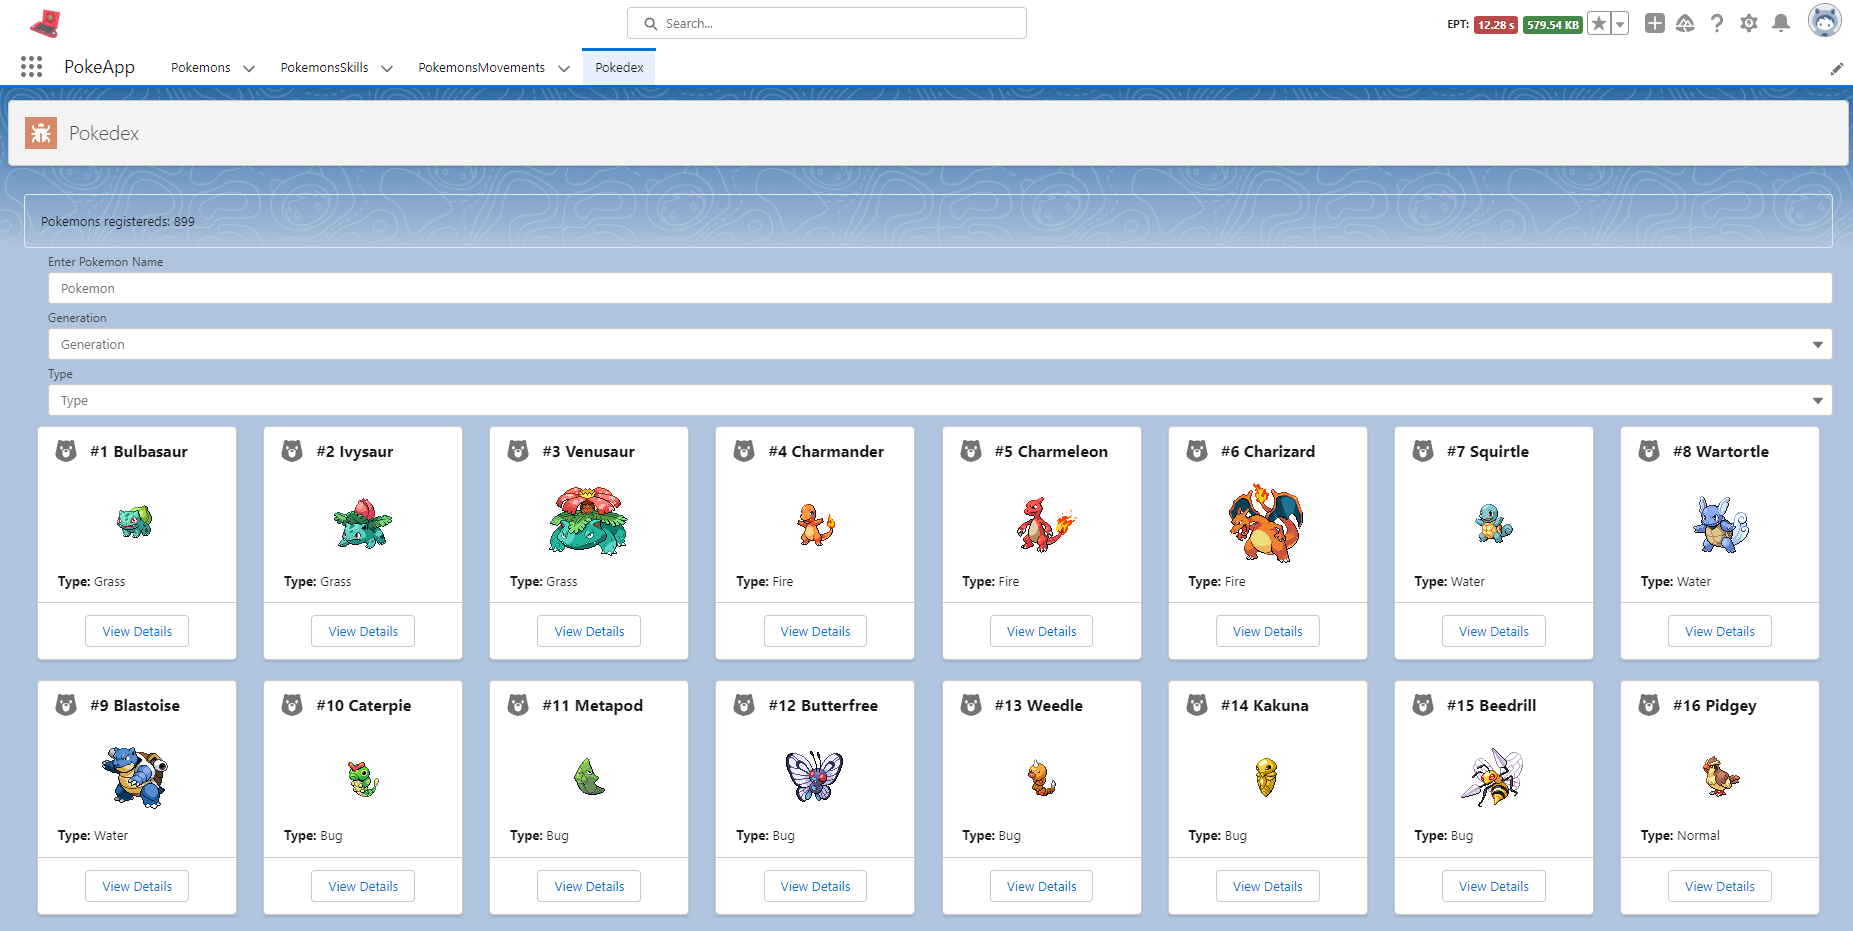 Search...
EPT: 12.28 s 579.54 KB
PokeApp Pokemons PokemonsSkills PokemonsMovements Pokedex
Pokedex
Pokemons registereds: 899
Enter Pokemon Name
Pokemon
Generation
Generation
Type
Type
#1 Bulbasaur #2 Ivysaur #3 Venusaur #4 Charmander #5 Charmeleon #6 Charizard #7 Squirtle #8 Wartortle
Type: Grass Type: Grass Type: Grass Type: Fire Type: Fire Type: Fire Type: Water Type: Water
View Details View Details View Details View Details View Details View Details View Details View Details
#9 Blastoise #10 Caterpie #11 Metapod #12 Butterfree #13 Weedle #14 Kakuna #15 Beedrill #16 Pidgey
Type: Water Type: Bug Type: Bug Type: Bug Type: Bug Type: Bug Type: Bug Type: Normal
View Details View Details View Details View Details View Details View Details View Details View Details